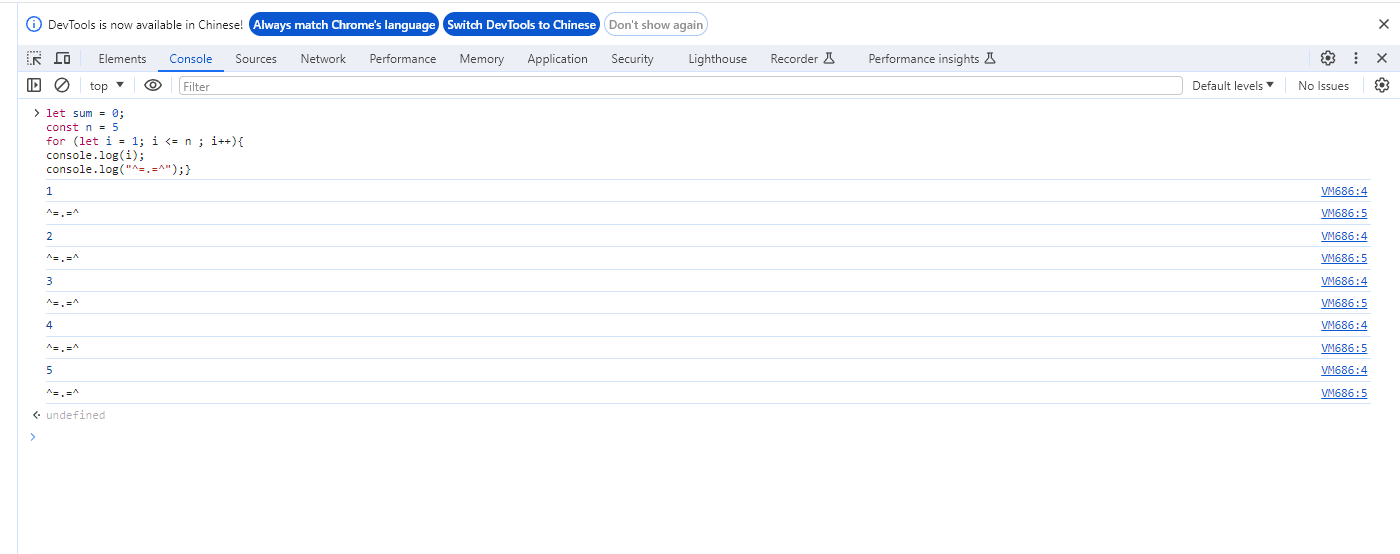 DevTools is now available in Chinese! Always match Chrome's language Switch DevTools to Chinese Don't show again
Elements Console Sources Network Performance Memory Application Security Lighthouse Recorder Performance insights
top Filter Default levels No Issues
let sum = 0;
const n = 5
for (let i = 1; i <= n ; i++){
console.log(i);
console.log("^=.=^");}
1 VM686:4
^=.=^ VM686:5
2 VM686:4
^=.=^ VM686:5
3 VM686:4
^=.=^ VM686:5
4 VM686:4
^=.=^ VM686:5
5 VM686:4
^=.=^ VM686:5
undefined